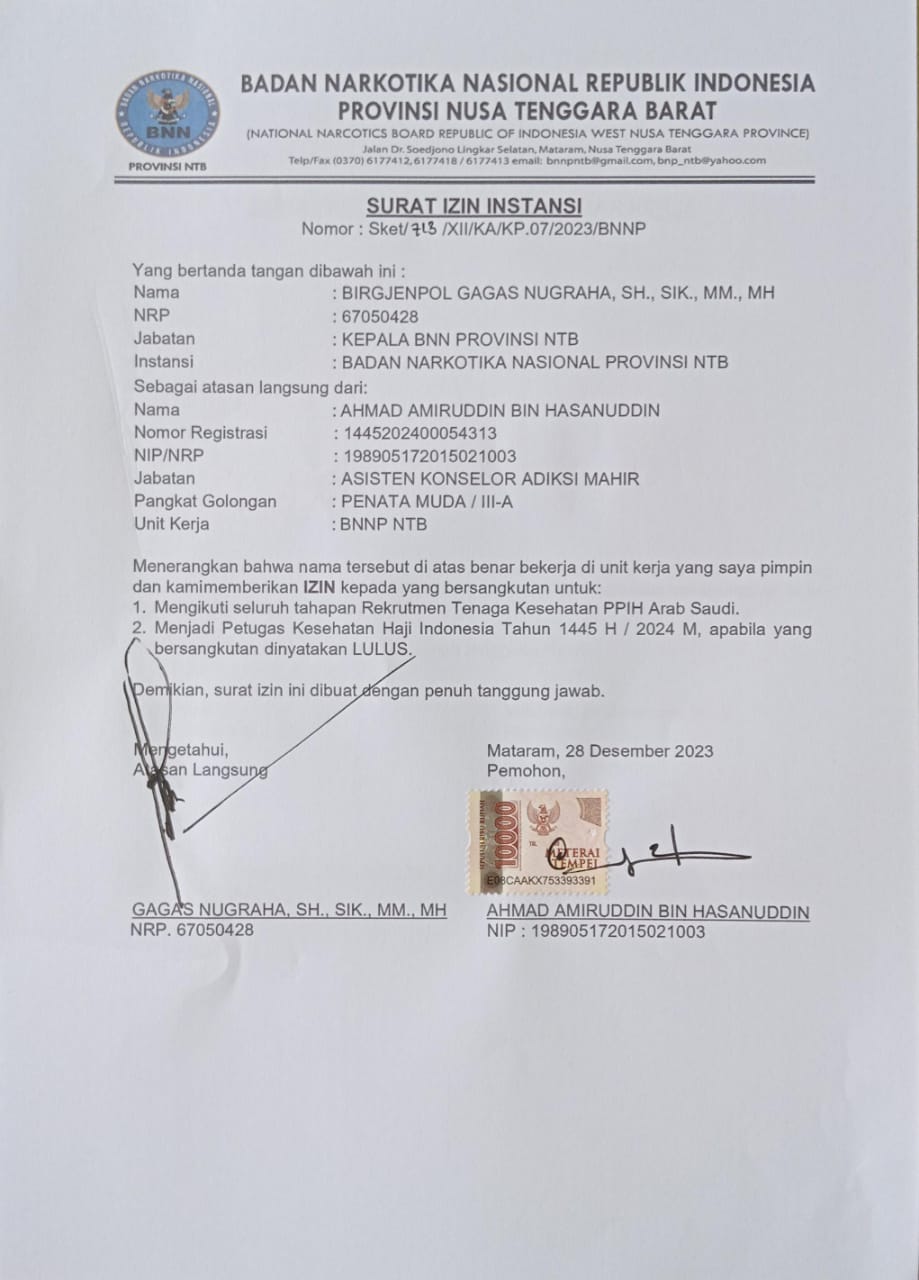 BADAN NARKOTIKA NASIONAL
REPUBLIK INDONESIA
BNN
PROVINSI NTB
BADAN NARKOTIKA NASIONAL REPUBLIK INDONESIA
PROVINSI NUSA TENGGARA BARAT
(NATIONAL NARCOTICS BOARD REPUBLIC OF INDONESIA WEST NUSA TENGGARA PROVINCE)
Jalan Dr. Soedjono Lingkar Selatan, Mataram, Nusa Tenggara Barat
Telp/Fax (0370) 6177412, 6177418 / 6177413 email: bnnpntb@gmail.com, bnp_ntb@yahoo.com
SURAT IZIN INSTANSI
Nomor : Sket/713 /XII/KA/KP.07/2023/BNNP
Yang bertanda tangan dibawah ini :
Nama : BIRGJENPOL GAGAS NUGRAHA, SH., SIK., MM., MH
NRP : 67050428
Jabatan : KEPALA BNN PROVINSI NTB
Instansi : BADAN NARKOTIKA NASIONAL PROVINSI NTB
Sebagai atasan langsung dari:
Nama : AHMAD AMIRUDDIN BIN HASANUDDIN
Nomor Registrasi : 1445202400054313
NIP/NRP : 198905172015021003
Jabatan : ASISTEN KONSELOR ADIKSI MAHIR
Pangkat Golongan : PENATA MUDA / III-A
Unit Kerja : BNNP NTB
Menerangkan bahwa nama tersebut di atas benar bekerja di unit kerja yang saya pimpin
dan kamimemberikan IZIN kepada yang bersangkutan untuk:
1. Mengikuti seluruh tahapan Rekrutmen Tenaga Kesehatan PPIH Arab Saudi.
2. Menjadi Petugas Kesehatan Haji Indonesia Tahun 1445 H / 2024 M, apabila yang
bersangkutan dinyatakan LULUS.
Demikian, surat izin ini dibuat dengan penuh tanggung jawab.
Mengetahui,
Atasan Langsung
Mataram, 28 Desember 2023
Pemohon,
SEPULUH RIBU RUPIAH
10000
TGL
METERAI
TEMPEL
E08CAAKX753393391
GAGAS NUGRAHA, SH., SIK., MM., MH
NRP. 67050428
AHMAD AMIRUDDIN BIN HASANUDDIN
NIP : 198905172015021003